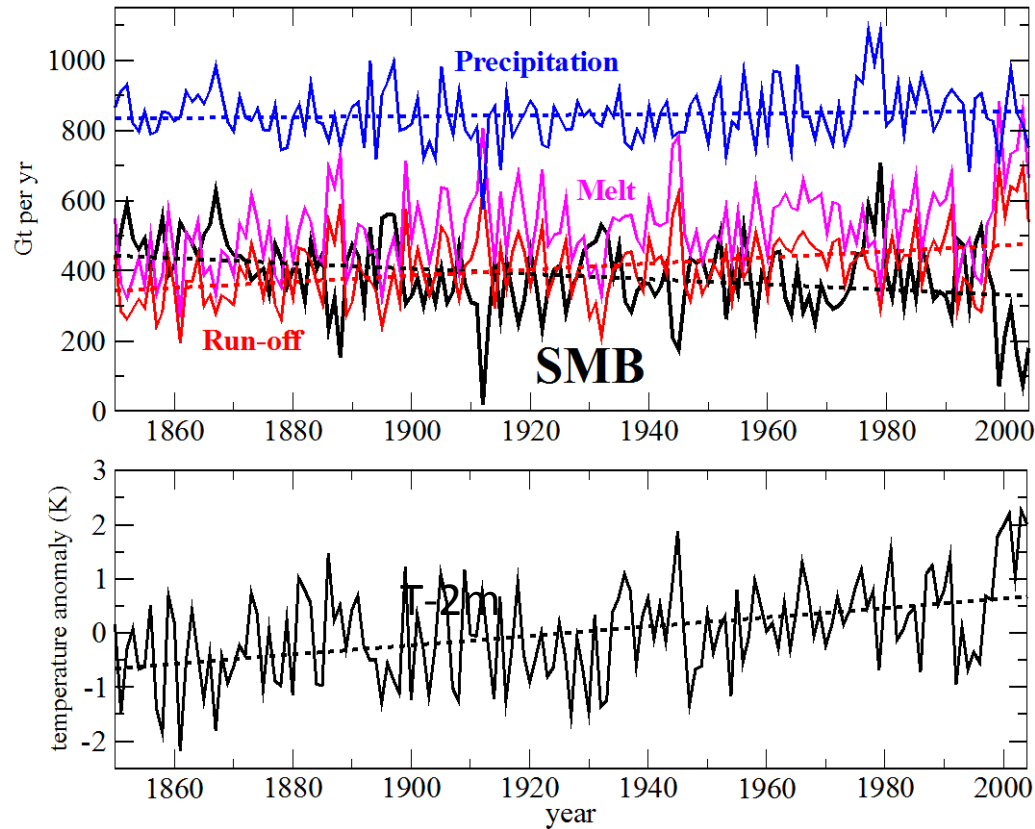 1000
Precipitation
800
Gt per yr
600
Melt
400
Run-off
SMB
200
0
1860 1880 1900 1920 1940 1960 1980 2000
3
2
1
T-2m
0
temperature anomaly (K)
-1
-2
1860 1880 1900 1920 1940 1960 1980 2000
year